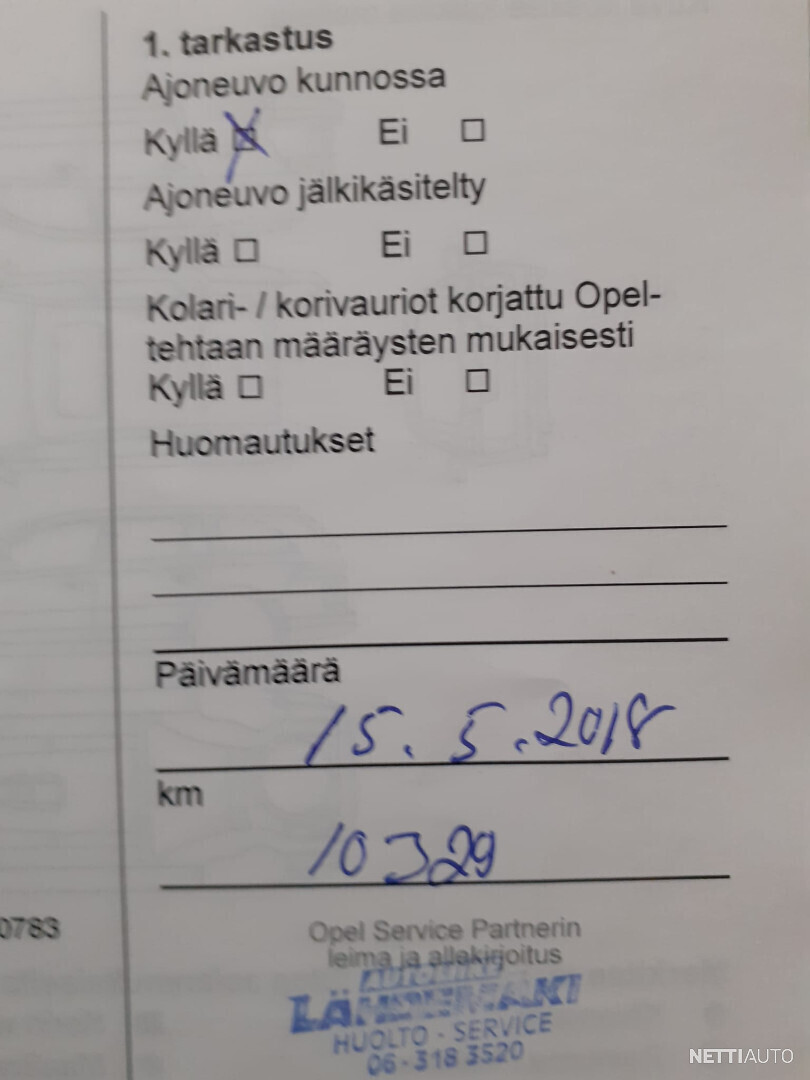 1. tarkastus
Ajoneuvo kunnossa
Kyllä ☒ Ei ☐
Ajoneuvo jälkikäsitelty
Kyllä ☐ Ei ☐
Kolari- / korivauriot korjattu Opel-
tehtaan määräysten mukaisesti
Kyllä ☐ Ei ☐
Huomautukset
Päivämäärä
15.5.2018
km
10329
0783
Opel Service Partnerin
leima ja allekirjoitus
HUOLTO - SERVICE
06 - 318 3520
NETTIAUTO